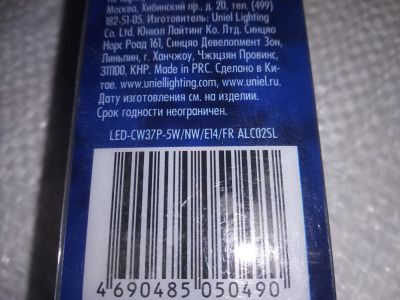 Москва, Хибинский пр., д. 20, тел. (499)
182-51-05. Изготовитель: Uniel Lighting
Co. Ltd. Юниэл Лайтинг Ко. Лтд. Синцяо
Норс Роад 161, Синцяо Девелопмент Зон,
Линьпин, г. Ханчжоу, Чжэцзян Провинс,
311100, КНР. Made in PRC. Сделано в Ки-
тае. www.uniellighting.com, www.uniel.ru.
Дату изготовления см. на изделии.
Срок годности неограничен.
LED-CW37P-5W/NW/E14/FR ALC02SL
4 690485 050490